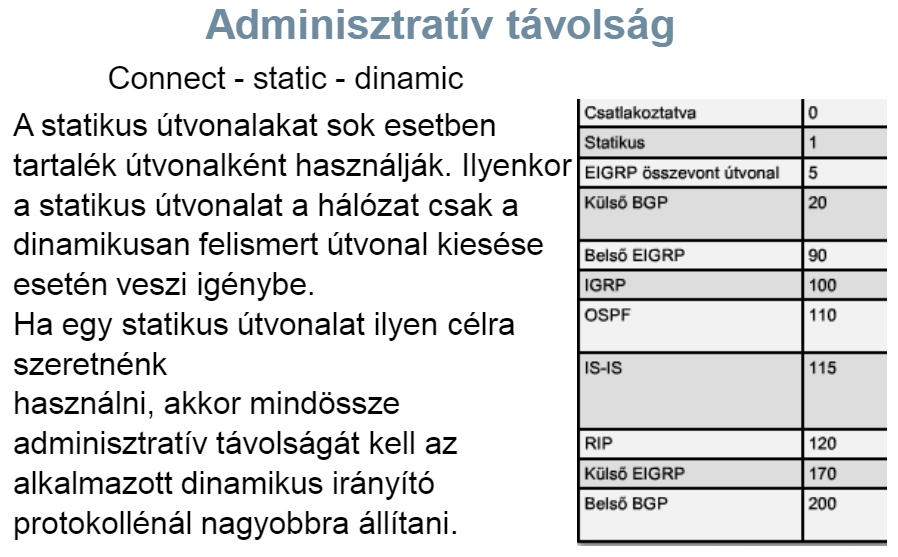 Adminisztratív távolság
Connect - static - dinamic
A statikus útvonalakat sok esetben
tartalék útvonalként használják. Ilyenkor
a statikus útvonalat a hálózat csak a
dinamikusan felismert útvonal kiesése
esetén veszi igénybe.
Ha egy statikus útvonalat ilyen célra
szeretnénk
használni, akkor mindössze
adminisztratív távolságát kell az
alkalmazott dinamikus irányító
protokollénál nagyobbra állítani.
Csatlakoztatva 0
Statikus 1
EIGRP összevont útvonal 5
Külső BGP 20
Belső EIGRP 90
IGRP 100
OSPF 110
IS-IS 115
RIP 120
Külső EIGRP 170
Belső BGP 200